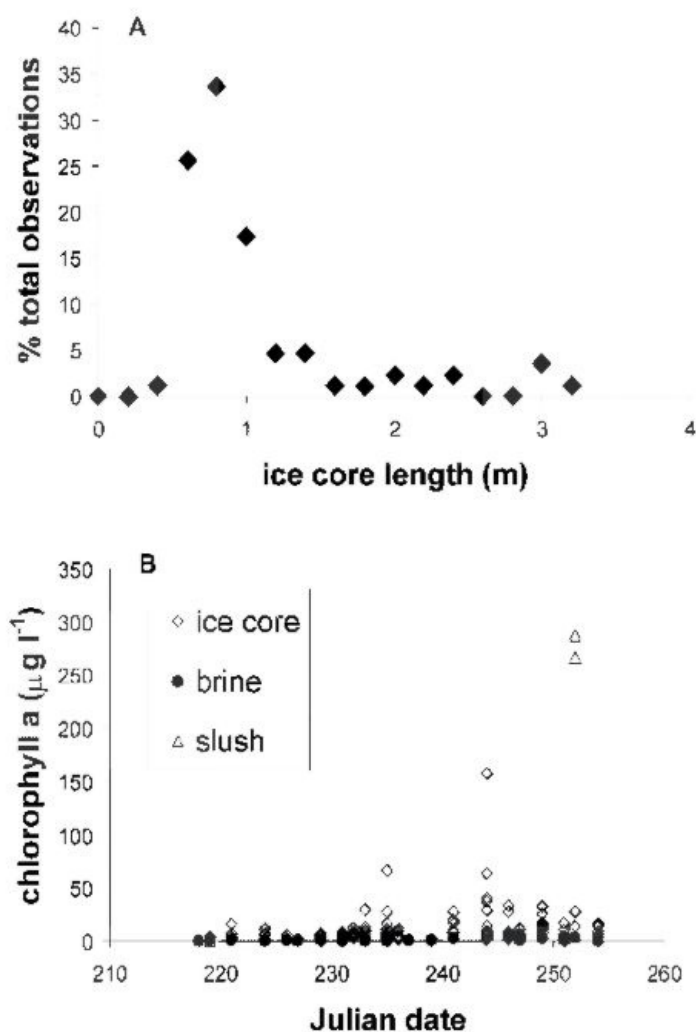 A
40
35
30
25
20
15
10
5
0
% total observations
0 1 2 3 4
ice core length (m)
B
350
300
250
200
150
100
50
0
chlorophyll a (μg l⁻¹)
ice core
brine
slush
210 220 230 240 250 260
Julian date